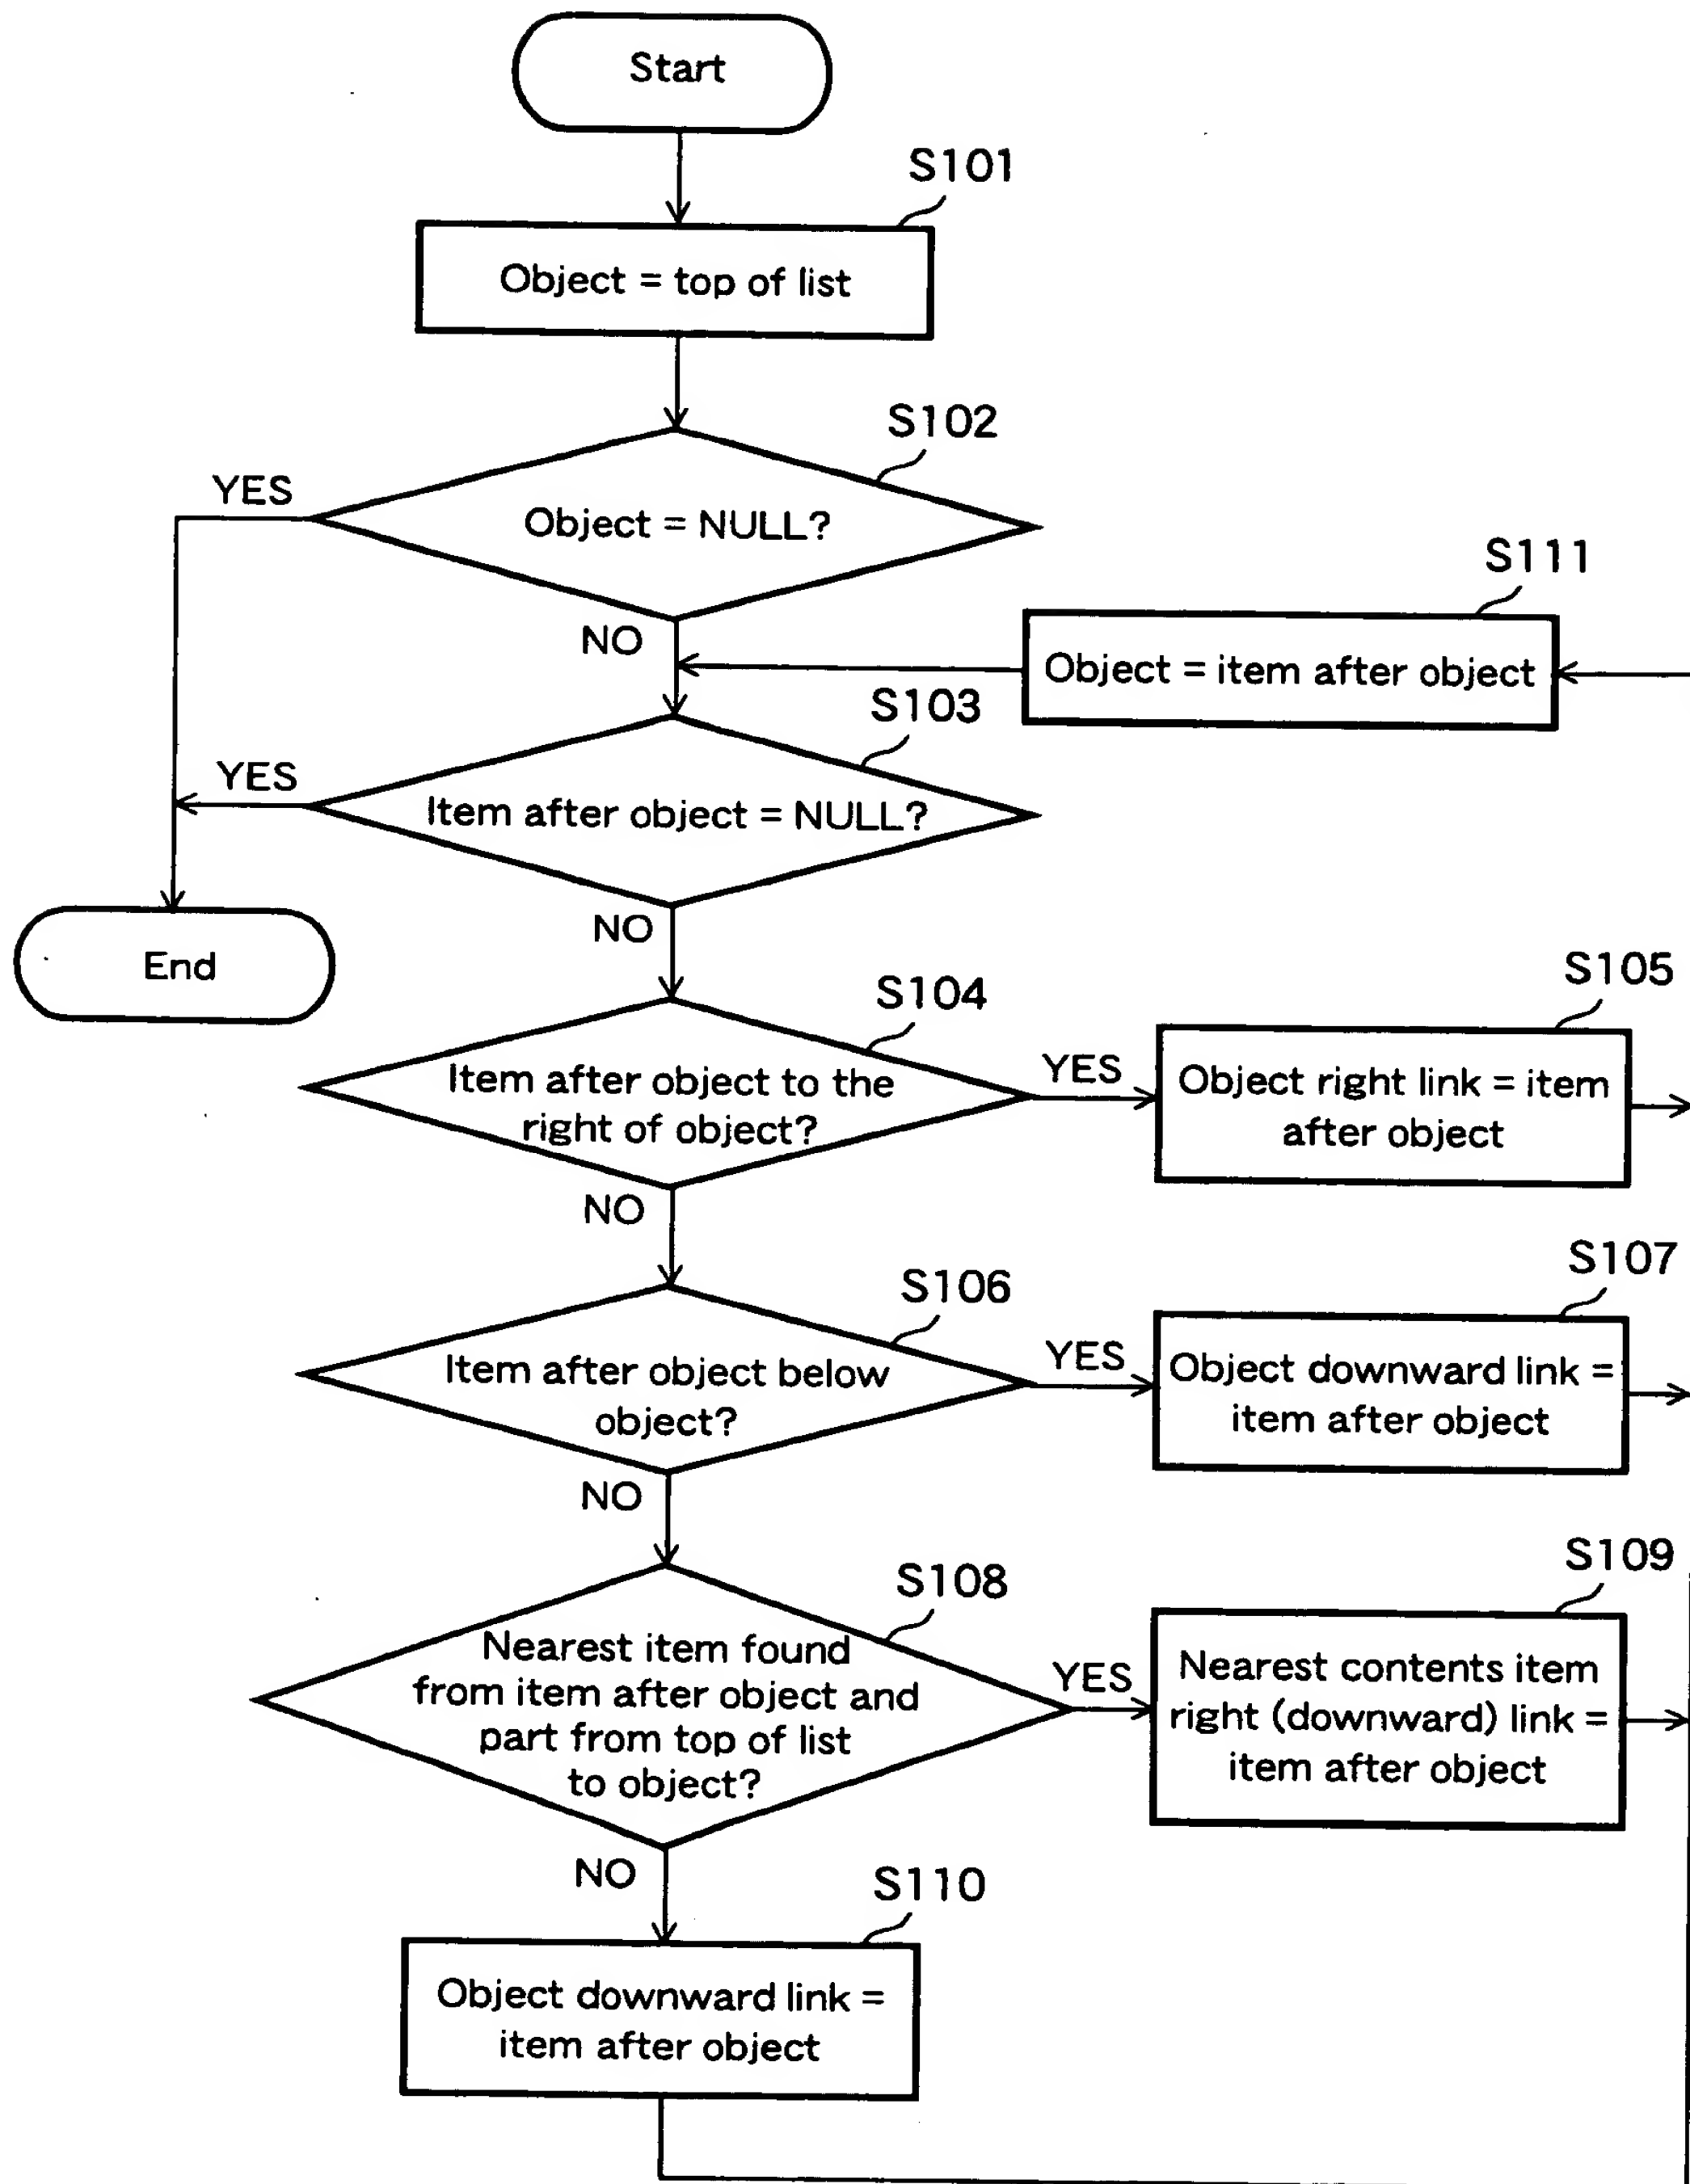 Start
S101
Object = top of list
S102
YES
Object = NULL?
NO
S111
Object = item after object
S103
YES
Item after object = NULL?
NO
End
S104
Item after object to the
right of object?
YES
S105
Object right link = item
after object
NO
S106
Item after object below
object?
YES
S107
Object downward link =
item after object
NO
S108
Nearest item found
from item after object and
part from top of list
to object?
YES
S109
Nearest contents item
right (downward) link =
item after object
NO
S110
Object downward link =
item after object